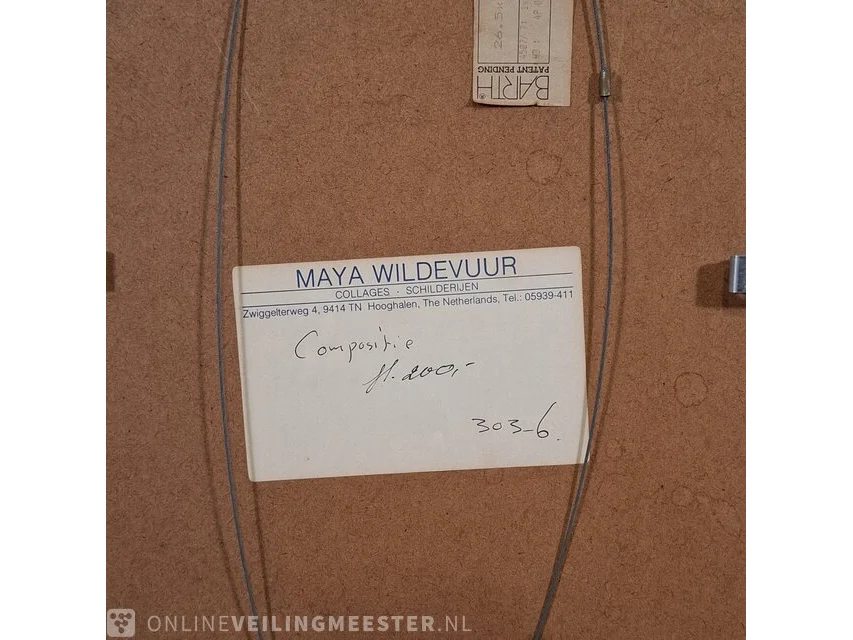 BARTH®
PATENT PENDING
MAYA WILDEVUUR
COLLAGES - SCHILDERIJEN
Zwiggelterweg 4, 9414 TN Hooghalen, The Netherlands, Tel.: 05939-411
Compositie
fl. 200,-
303-6.
ONLINEVEILINGMEESTER.NL